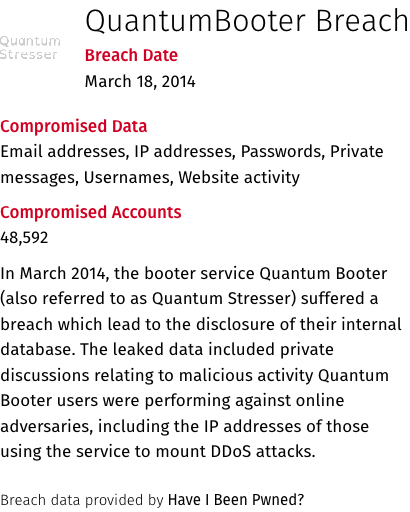 QuantumBooter Breach
Quantum
Stresser
Breach Date
March 18, 2014
Compromised Data
Email addresses, IP addresses, Passwords, Private
messages, Usernames, Website activity
Compromised Accounts
48,592
In March 2014, the booter service Quantum Booter
(also referred to as Quantum Stresser) suffered a
breach which lead to the disclosure of their internal
database. The leaked data included private
discussions relating to malicious activity Quantum
Booter users were performing against online
adversaries, including the IP addresses of those
using the service to mount DDoS attacks.
Breach data provided by Have I Been Pwned?